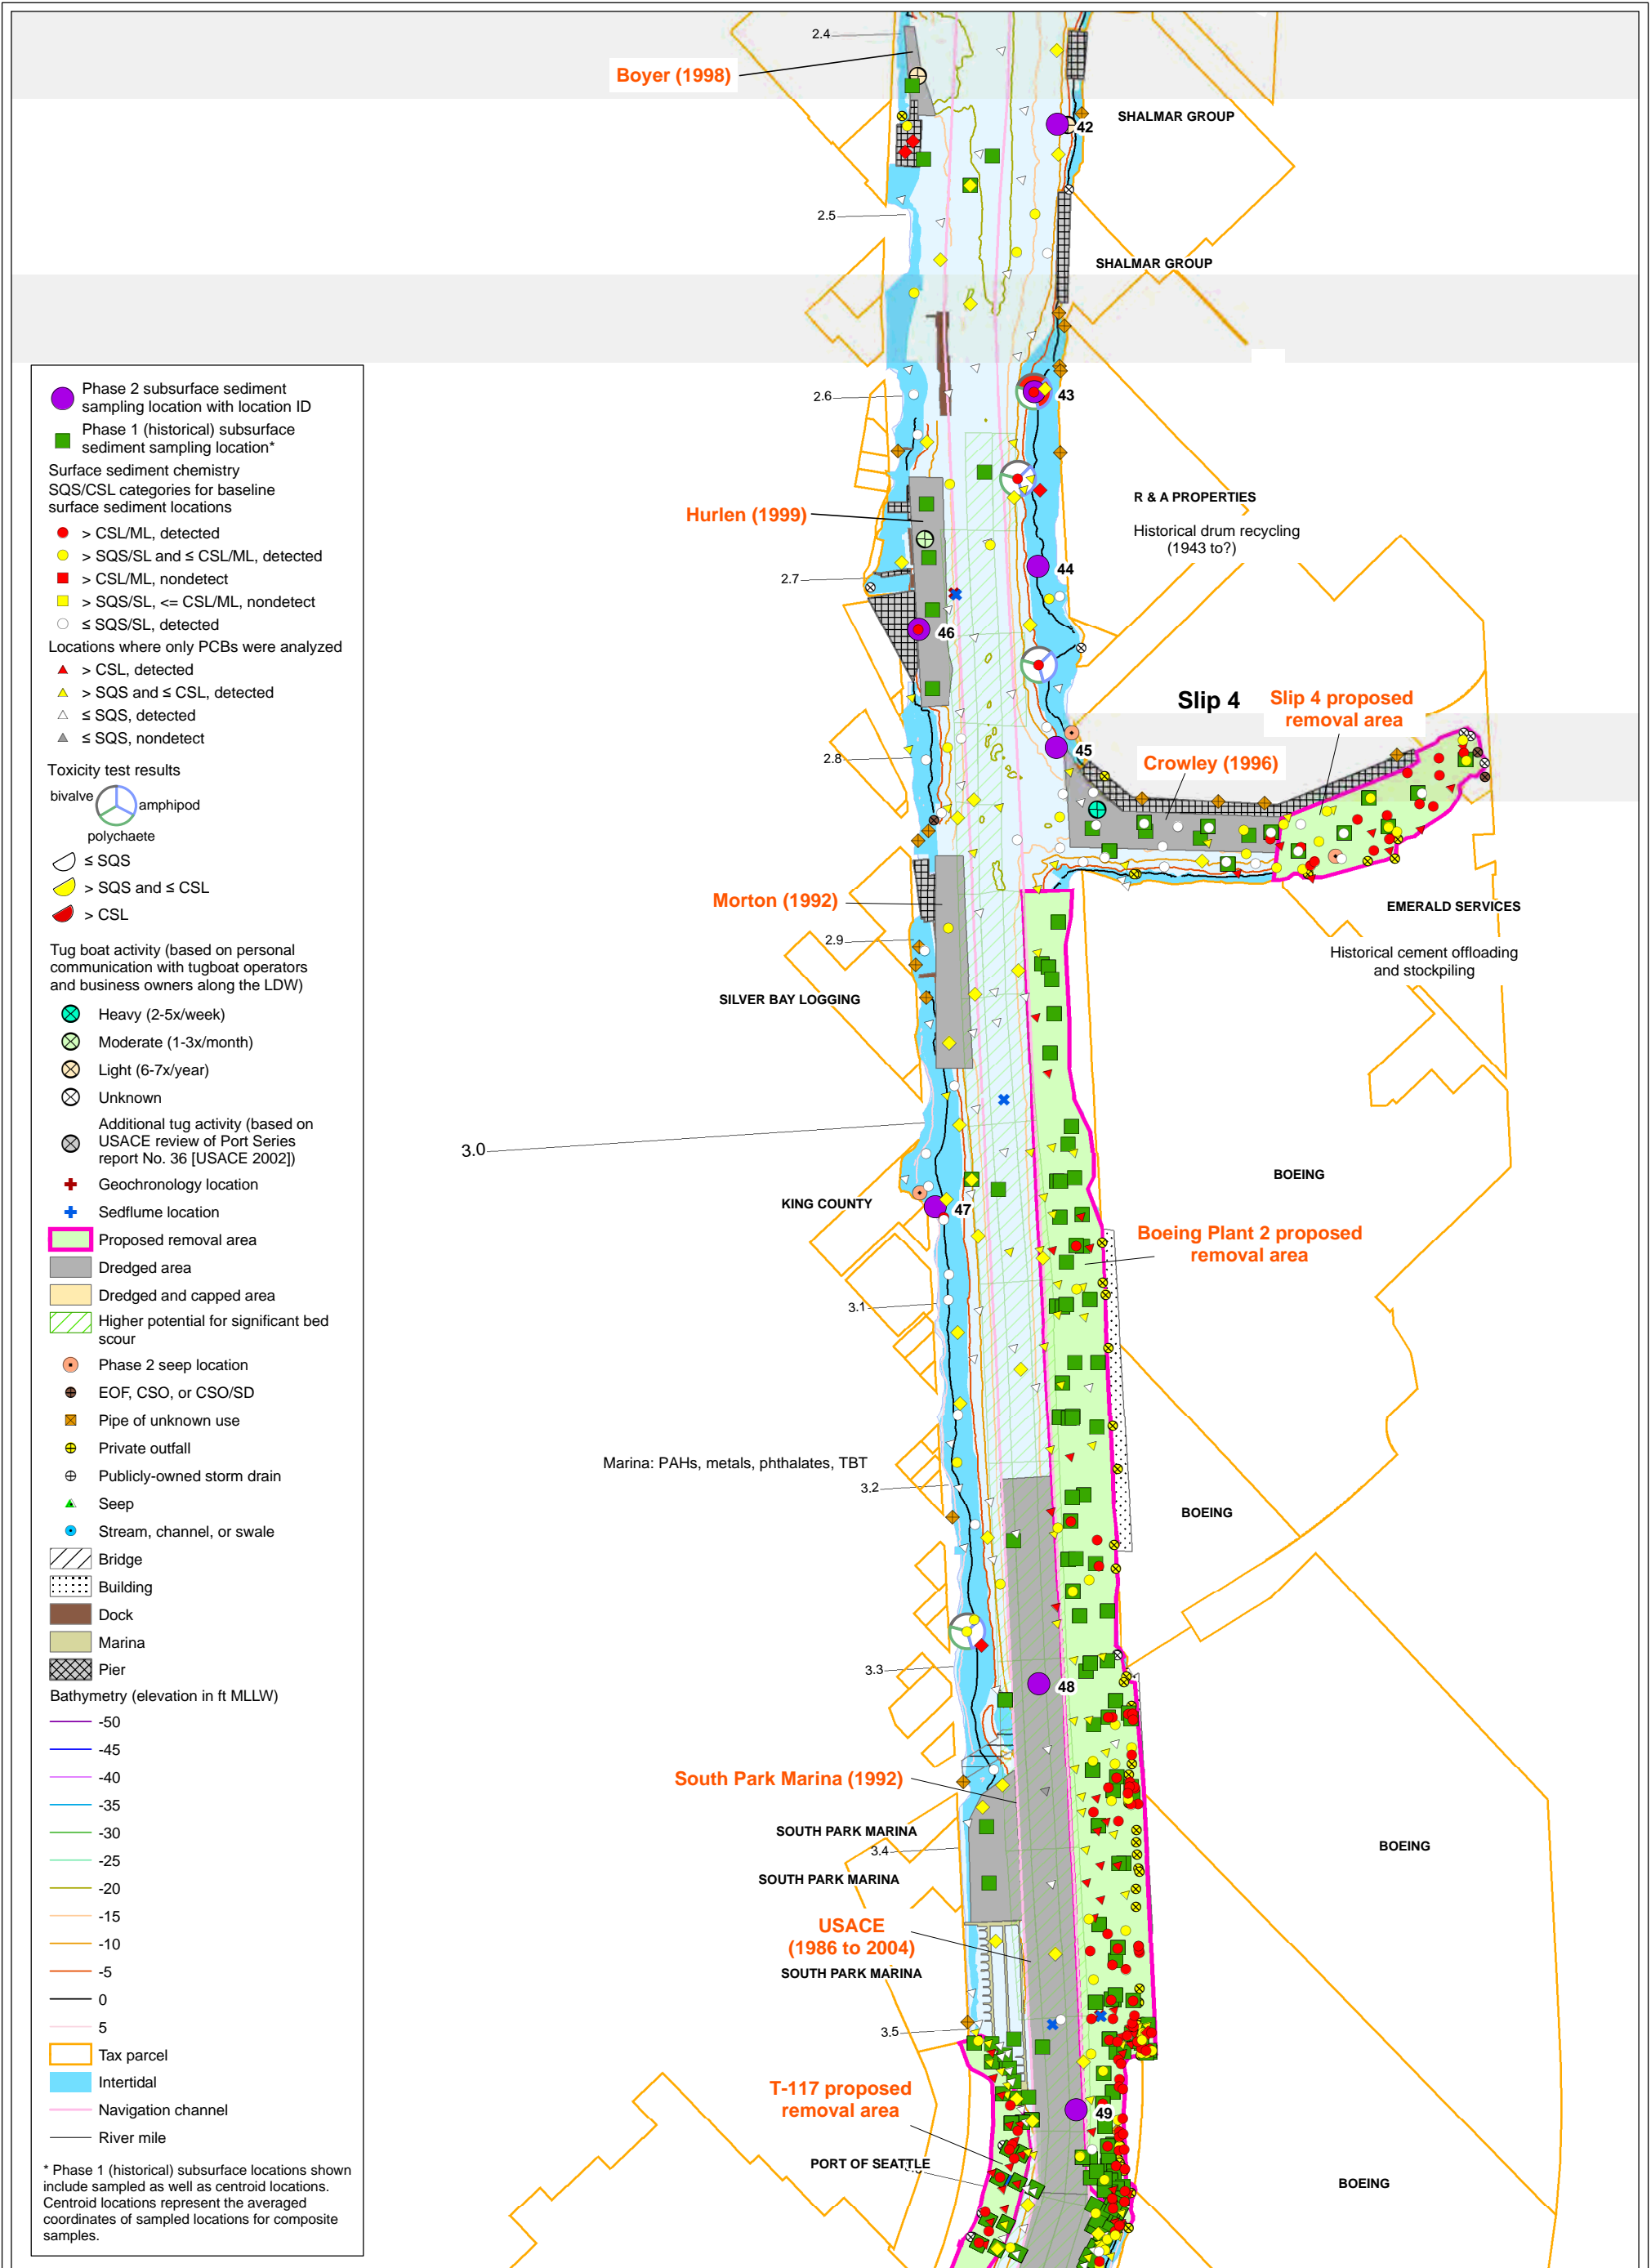 Phase 2 subsurface sediment
sampling location with location ID
Phase 1 (historical) subsurface
sediment sampling location*
Surface sediment chemistry
SQS/CSL categories for baseline
surface sediment locations
> CSL/ML, detected
> SQS/SL and ≤ CSL/ML, detected
> CSL/ML, nondetect
> SQS/SL, <= CSL/ML, nondetect
≤ SQS/SL, detected
Locations where only PCBs were analyzed
> CSL, detected
> SQS and ≤ CSL, detected
≤ SQS, detected
≤ SQS, nondetect
Toxicity test results
bivalve
amphipod
polychaete
≤ SQS
> SQS and ≤ CSL
> CSL
Tug boat activity (based on personal
communication with tugboat operators
and business owners along the LDW)
Heavy (2-5x/week)
Moderate (1-3x/month)
Light (6-7x/year)
Unknown
Additional tug activity (based on
USACE review of Port Series
report No. 36 [USACE 2002])
Geochronology location
Sedflume location
Proposed removal area
Dredged area
Dredged and capped area
Higher potential for significant bed
scour
Phase 2 seep location
EOF, CSO, or CSO/SD
Pipe of unknown use
Private outfall
Publicly-owned storm drain
Seep
Stream, channel, or swale
Bridge
Building
Dock
Marina
Pier
Bathymetry (elevation in ft MLLW)
-50
-45
-40
-35
-30
-25
-20
-15
-10
-5
0
5
Tax parcel
Intertidal
Navigation channel
River mile
* Phase 1 (historical) subsurface locations shown
include sampled as well as centroid locations.
Centroid locations represent the averaged
coordinates of sampled locations for composite
samples.
2.4
Boyer (1998)
SHALMAR GROUP
42
2.5
SHALMAR GROUP
2.6
43
R & A PROPERTIES
Hurlen (1999)
Historical drum recycling
(1943 to?)
44
2.7
46
Slip 4
Slip 4 proposed
removal area
45
2.8
Crowley (1996)
Morton (1992)
EMERALD SERVICES
2.9
Historical cement offloading
and stockpiling
SILVER BAY LOGGING
3.0
BOEING
KING COUNTY
47
Boeing Plant 2 proposed
removal area
3.1
Marina: PAHs, metals, phthalates, TBT
3.2
BOEING
3.3
48
South Park Marina (1992)
SOUTH PARK MARINA
BOEING
3.4
SOUTH PARK MARINA
USACE
(1986 to 2004)
SOUTH PARK MARINA
3.5
T-117 proposed
removal area
49
PORT OF SEATTLE
BOEING